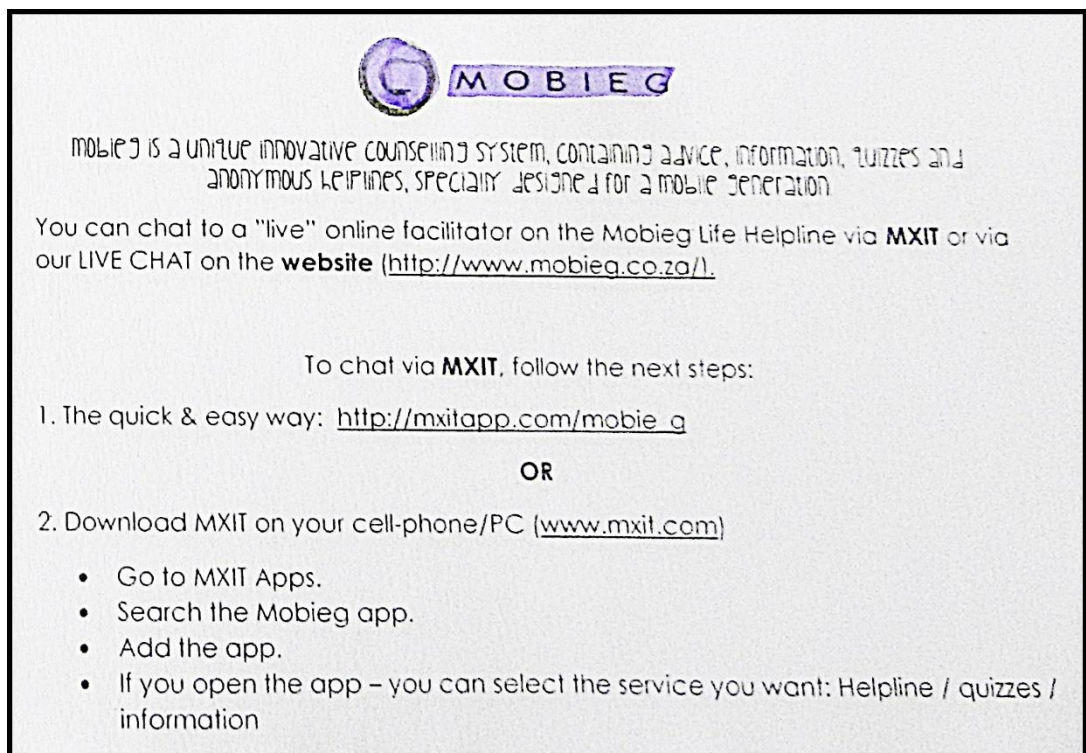 MOBIEG
mobieg is a unique innovative counselling system, containing advice, information, quizzes and
anonymous helplines, specially designed for a mobile generation
You can chat to a "live" online facilitator on the Mobieg Life Helpline via MXIT or via
our LIVE CHAT on the website (http://www.mobieg.co.za/).
To chat via MXIT, follow the next steps:
1. The quick & easy way: http://mxitapp.com/mobie_g
OR
2. Download MXIT on your cell-phone/PC (www.mxit.com)
• Go to MXIT Apps.
• Search the Mobieg app.
• Add the app.
• If you open the app – you can select the service you want: Helpline / quizzes /
information